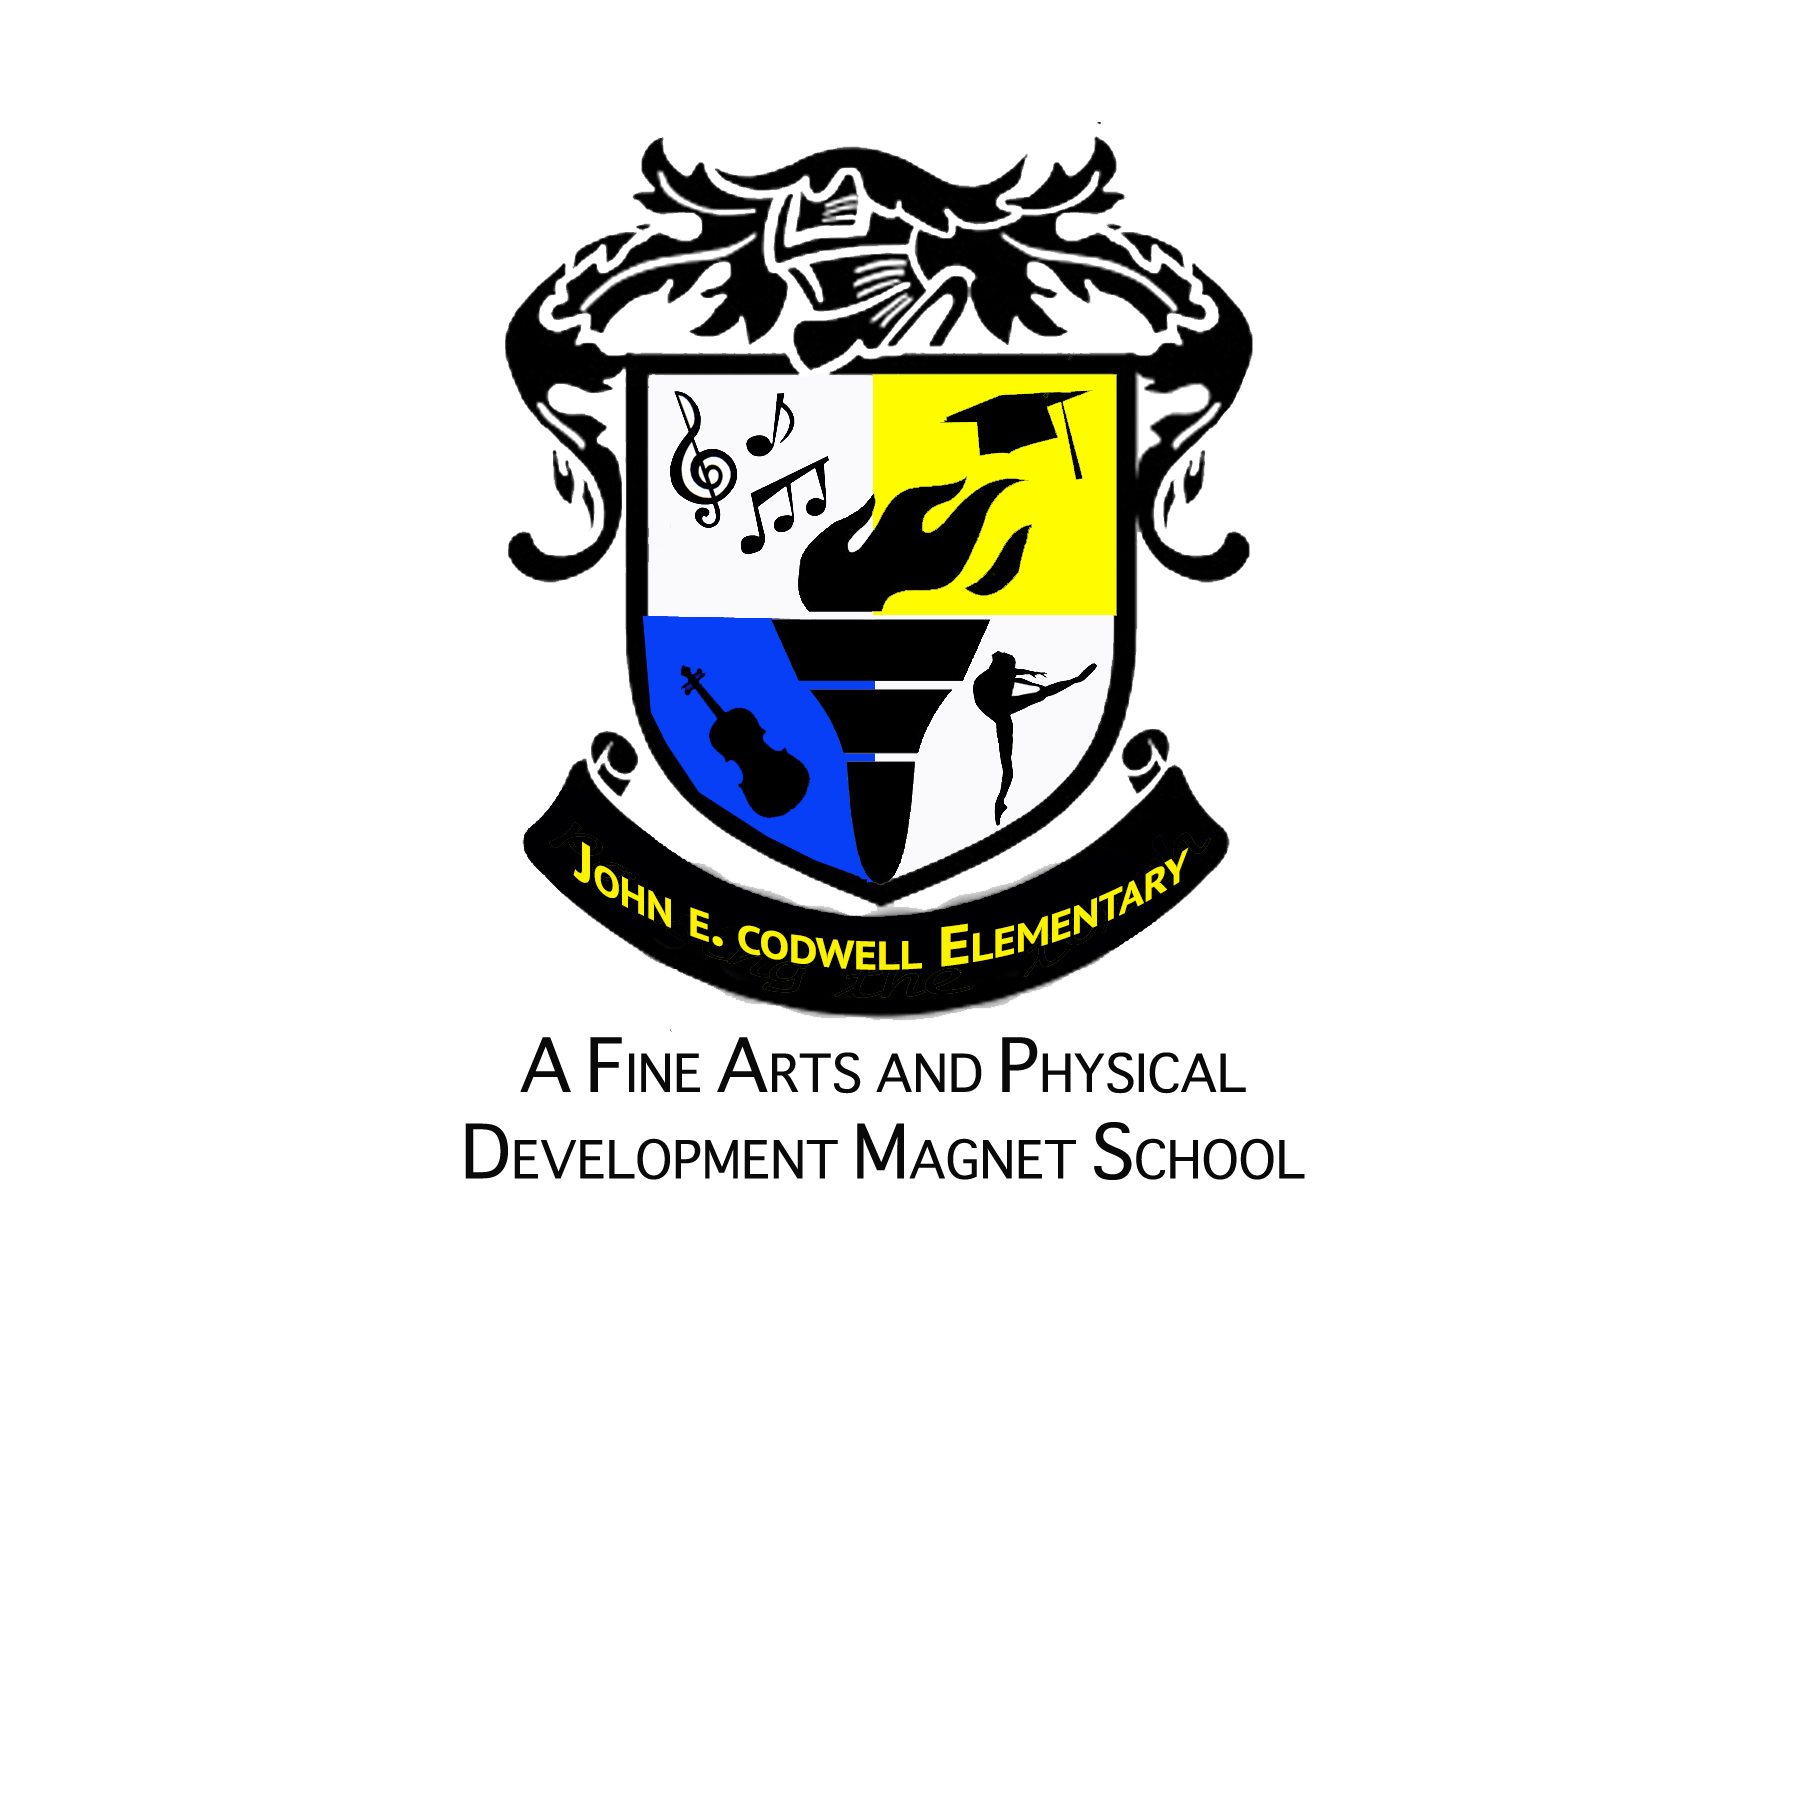 John E. Codwell Elementary
A Fine Arts and Physical
Development Magnet School